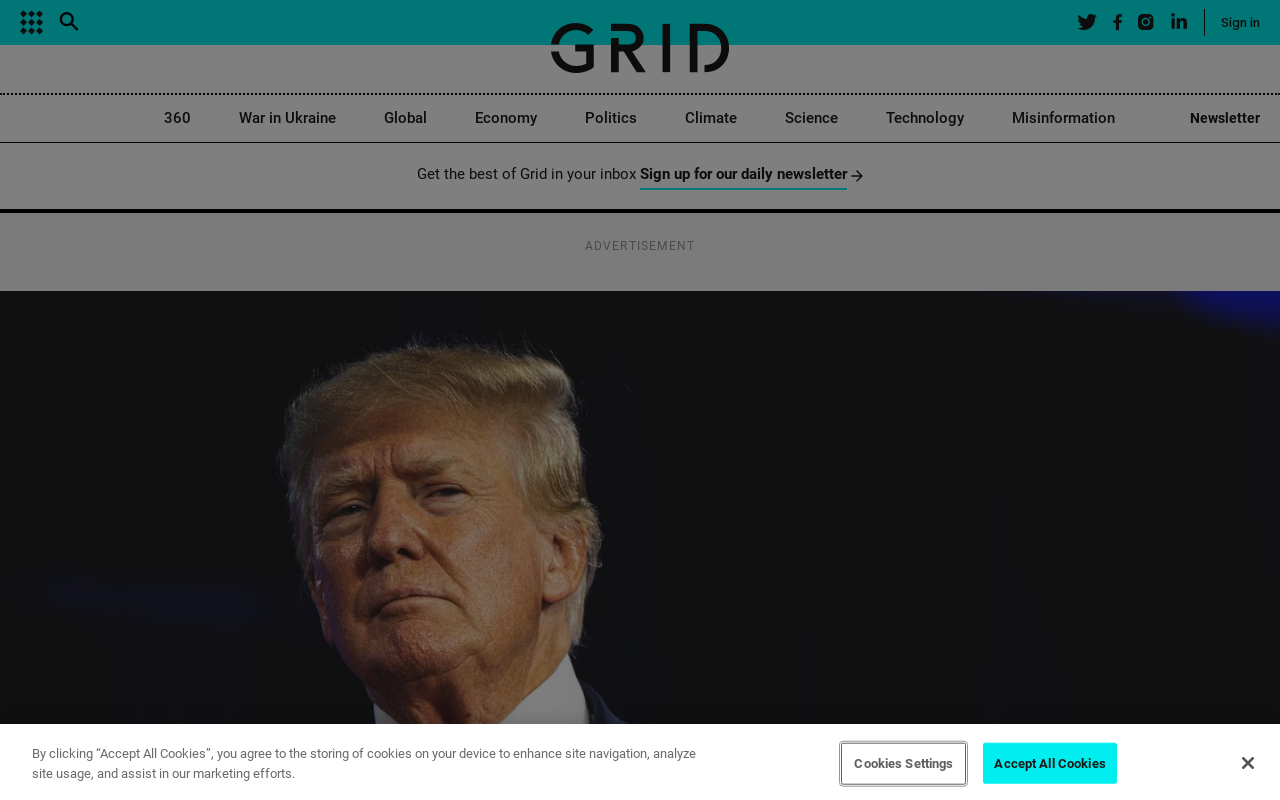 Sign in
GRID
360 War in Ukraine Global Economy Politics Climate Science Technology Misinformation Newsletter
Get the best of Grid in your inbox Sign up for our daily newsletter
ADVERTISEMENT
By clicking “Accept All Cookies”, you agree to the storing of cookies on your device to enhance site navigation, analyze
site usage, and assist in our marketing efforts.
Cookies Settings
Accept All Cookies